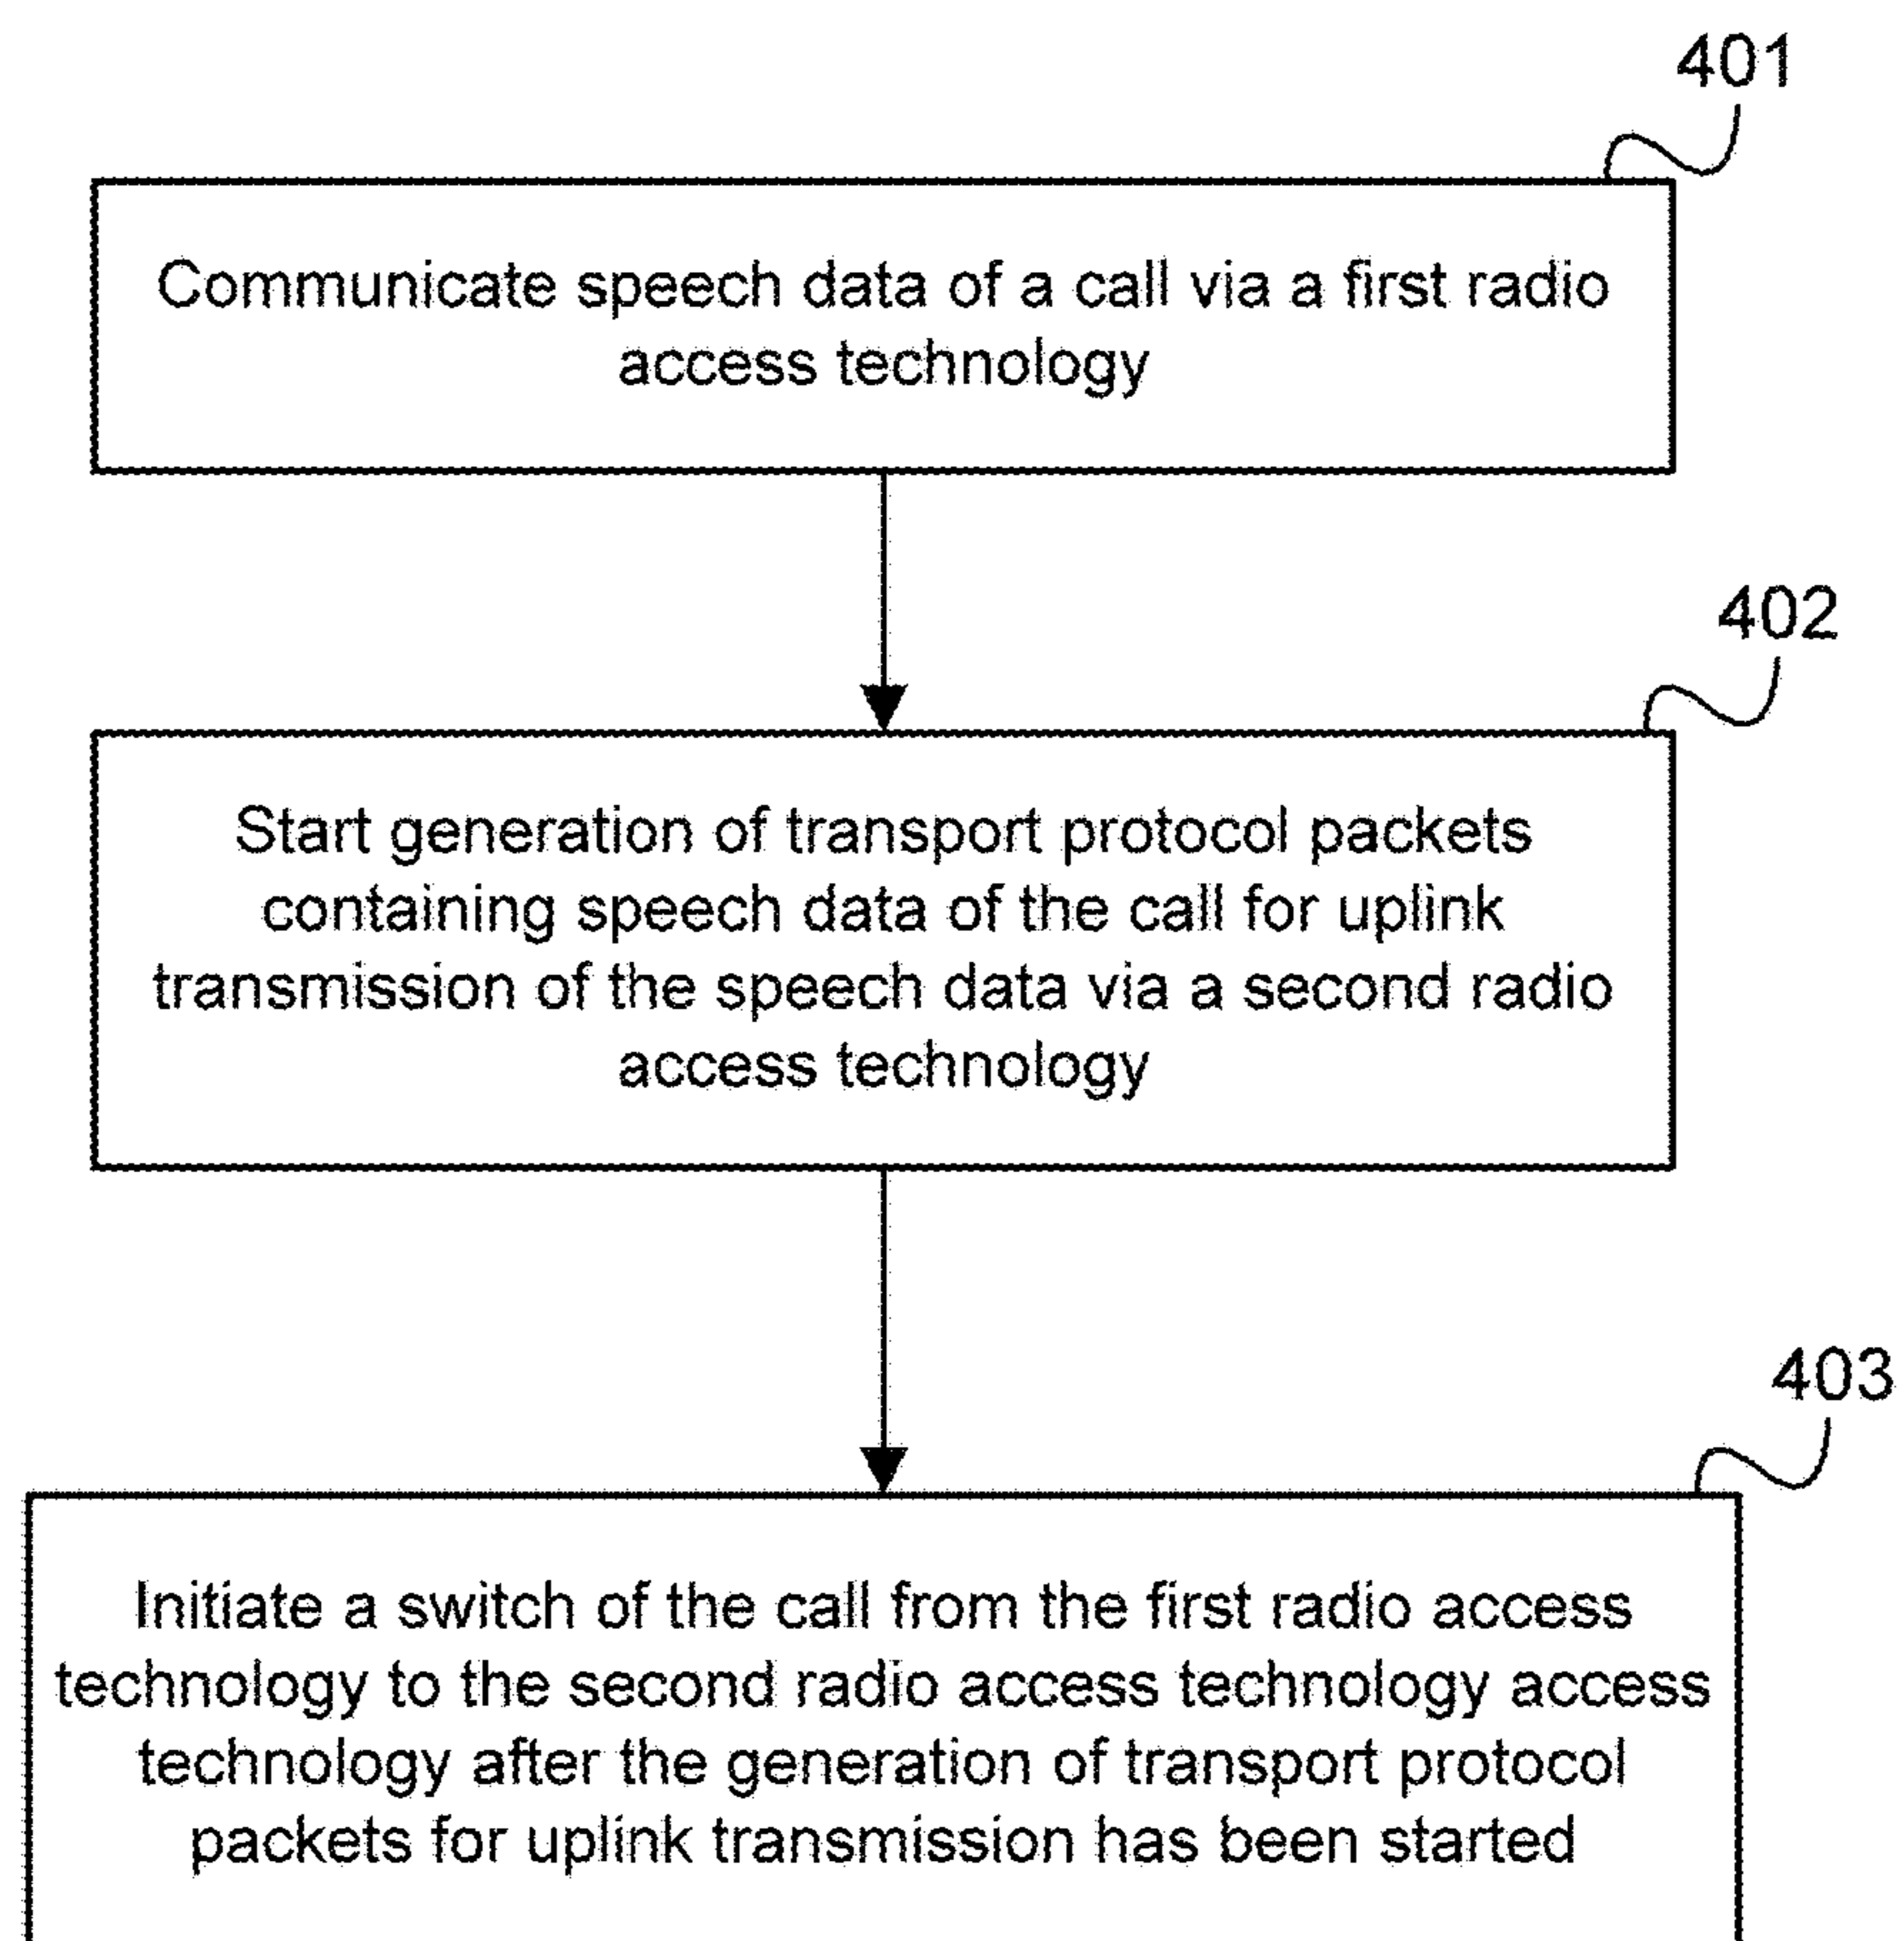 401
Communicate speech data of a call via a first radio
access technology
402
Start generation of transport protocol packets
containing speech data of the call for uplink
transmission of the speech data via a second radio
access technology
403
Initiate a switch of the call from the first radio access
technology to the second radio access technology access
technology after the generation of transport protocol
packets for uplink transmission has been started